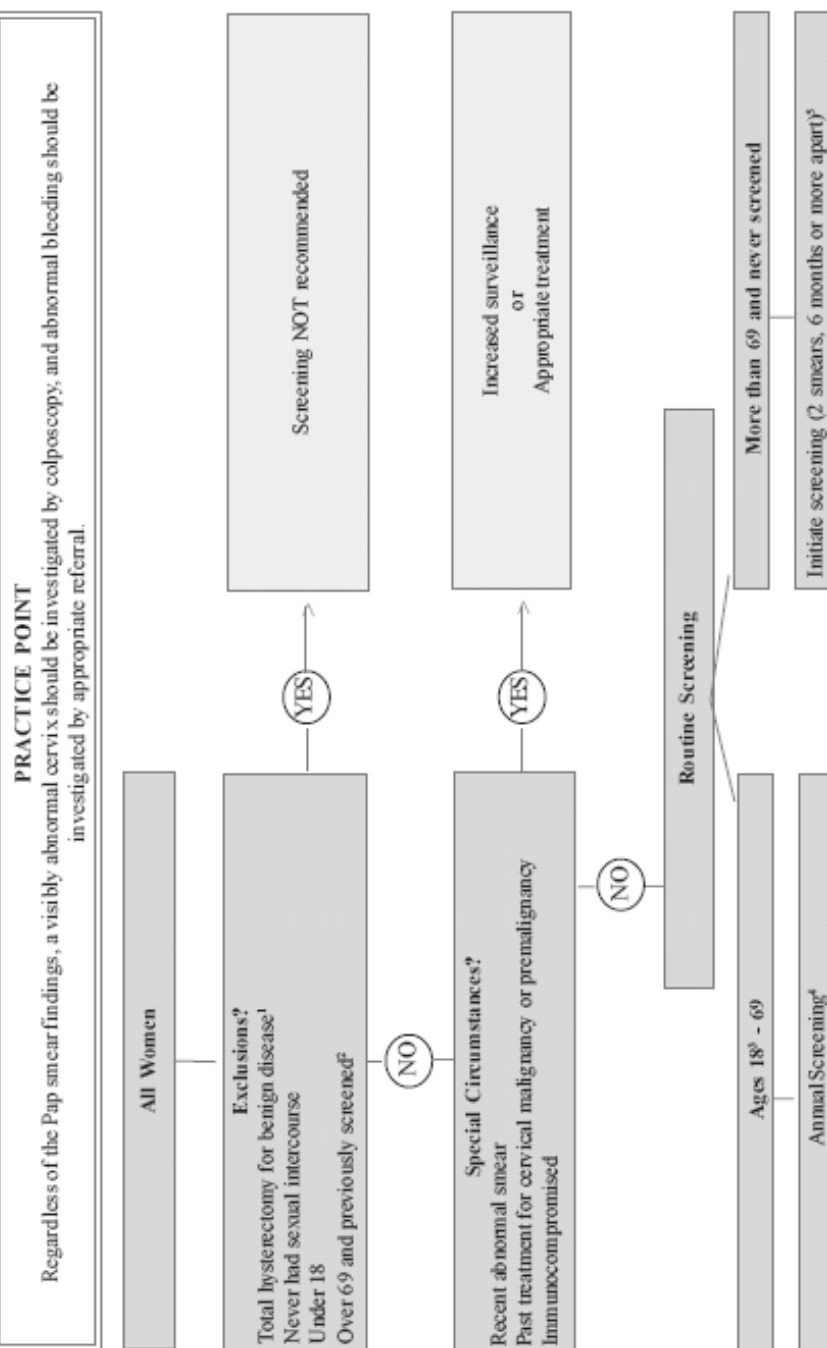 PRACTICE POINT
Regardless of the Pap smear findings, a visibly abnormal cervix should be investigated by colposcopy, and abnormal bleeding should be
investigated by appropriate referral.
All Women
Exclusions?
Total hysterectomy for benign disease¹
Never had sexual intercourse
Under 18
Over 69 and previously screened²
YES
Screening NOT recommended
NO
Special Circumstances?
Recent abnormal smear
Past treatment for cervical malignancy or premalignancy
Immunocompromised
YES
Increased surveillance
or
Appropriate treatment
NO
Routine Screening
Ages 18³ - 69
Annual Screening⁴
More than 69 and never screened
Initiate screening (2 smears, 6 months or more apart)⁵